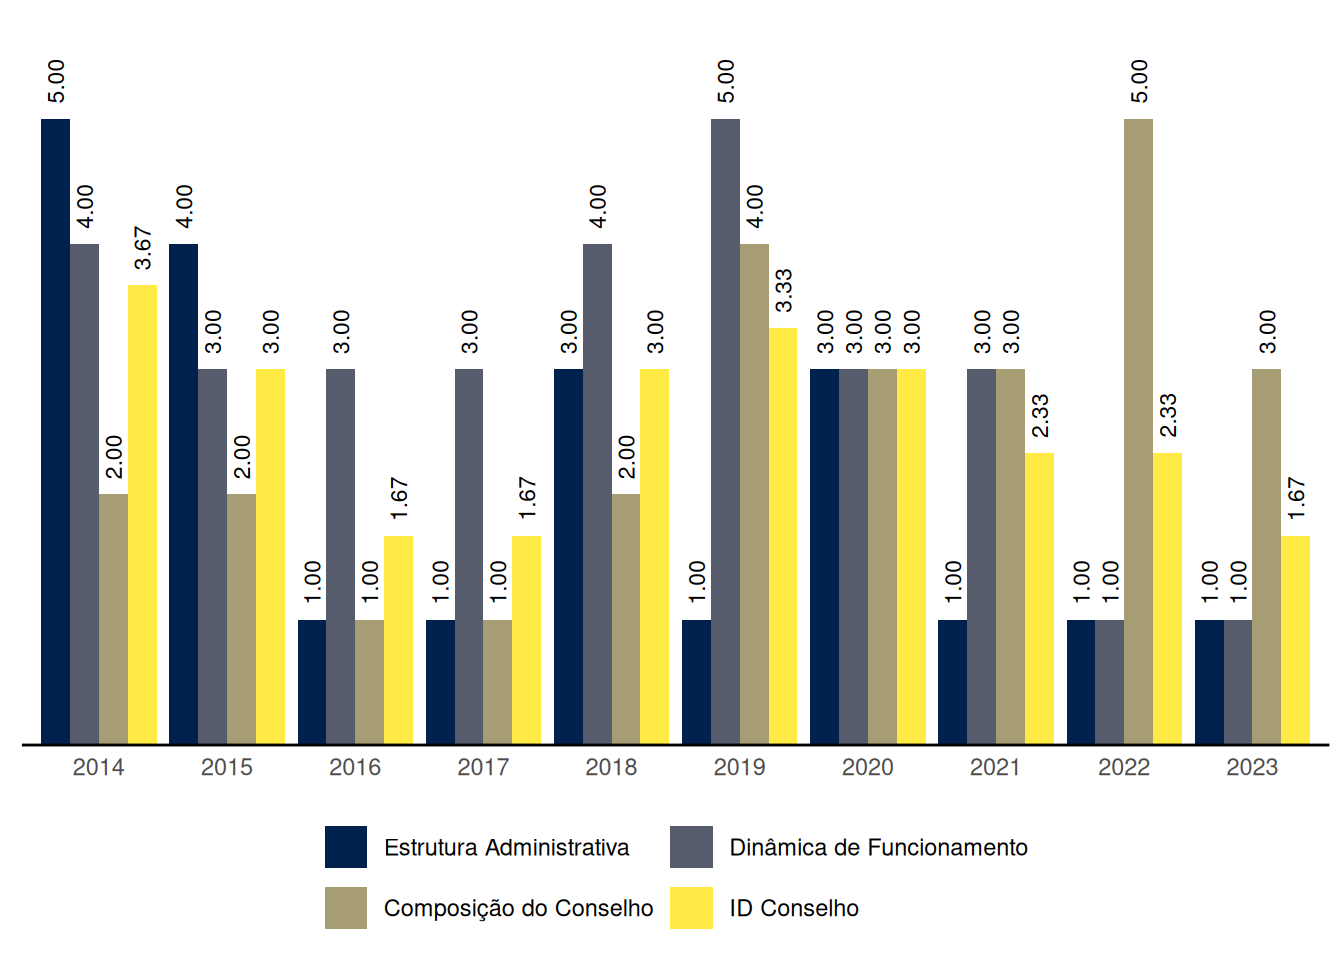 5.00 4.00 2.00 3.67 4.00 3.00 2.00 3.00 1.00 3.00 1.00 1.67 1.00 3.00 1.00 1.67 3.00 4.00 2.00 3.00 1.00 5.00 4.00 3.33 3.00 3.00 3.00 3.00 1.00 3.00 3.00 2.33 1.00 1.00 5.00 2.33 1.00 1.00 3.00 1.67
2014 2015 2016 2017 2018 2019 2020 2021 2022 2023
Estrutura Administrativa Dinâmica de Funcionamento
Composição do Conselho ID Conselho